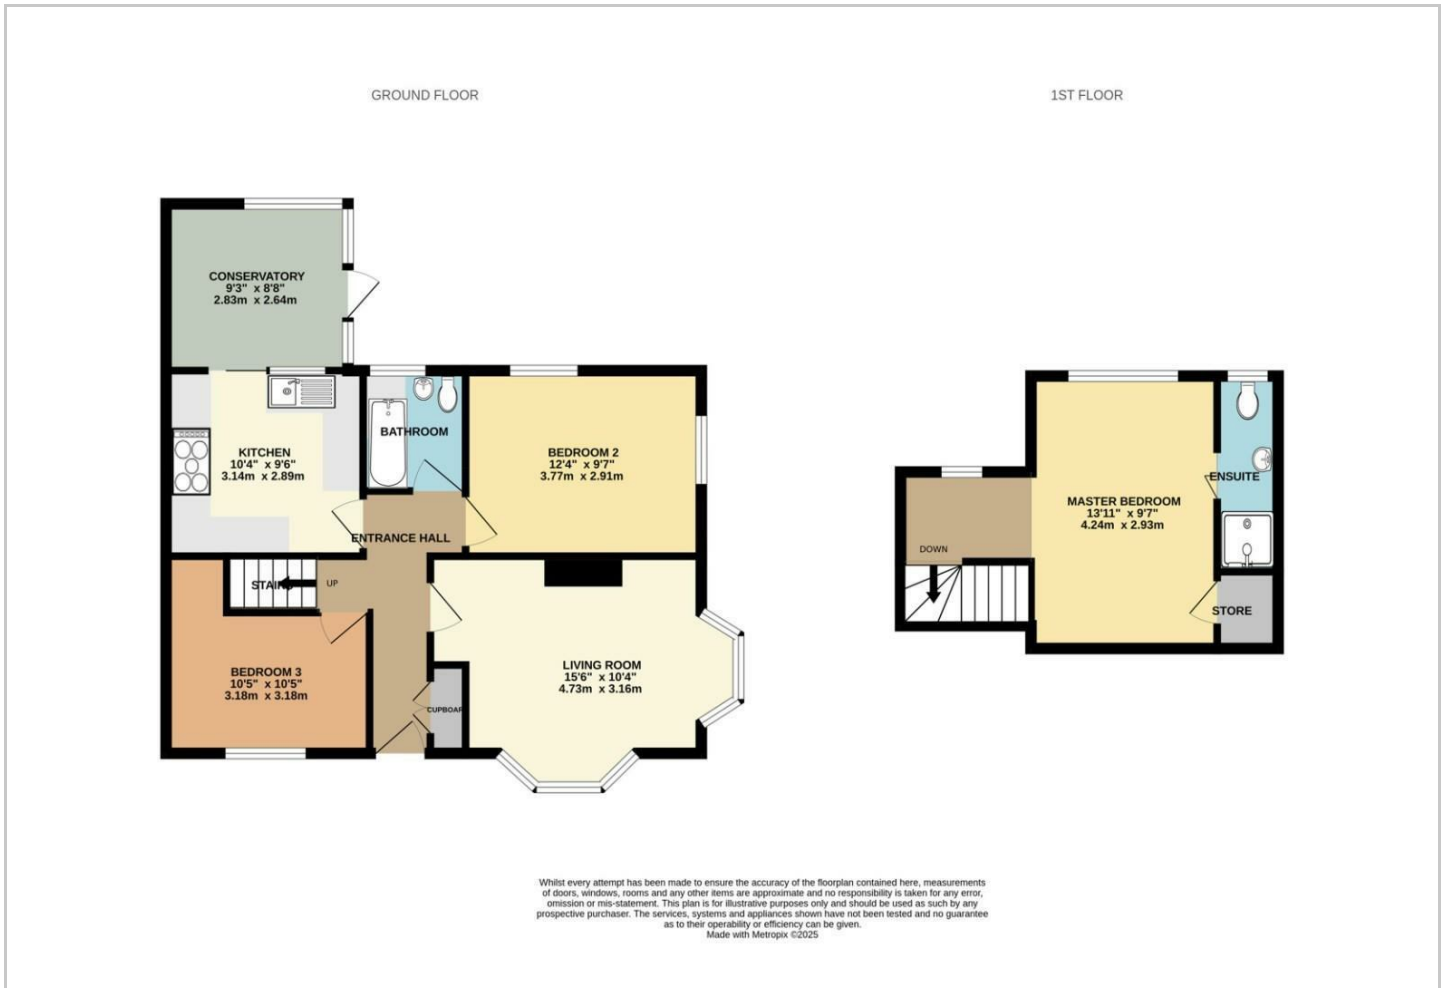 GROUND FLOOR
1ST FLOOR
CONSERVATORY
9'3" x 8'8"
2.83m x 2.64m
KITCHEN
10'4" x 9'6"
3.14m x 2.89m
BATHROOM
BEDROOM 2
12'4" x 9'7"
3.77m x 2.91m
ENTRANCE HALL
STAIRS
UP
BEDROOM 3
10'5" x 10'5"
3.18m x 3.18m
CUPBOAR
LIVING ROOM
15'6" x 10'4"
4.73m x 3.16m
MASTER BEDROOM
13'11" x 9'7"
4.24m x 2.93m
ENSUITE
DOWN
STORE
Whilst every attempt has been made to ensure the accuracy of the floorplan contained here, measurements
of doors, windows, rooms and any other items are approximate and no responsibility is taken for any error,
omission or mis-statement. This plan is for illustrative purposes only and should be used as such by any
prospective purchaser. The services, systems and appliances shown have not been tested and no guarantee
as to their operability or efficiency can be given.
Made with Metropix ©2025